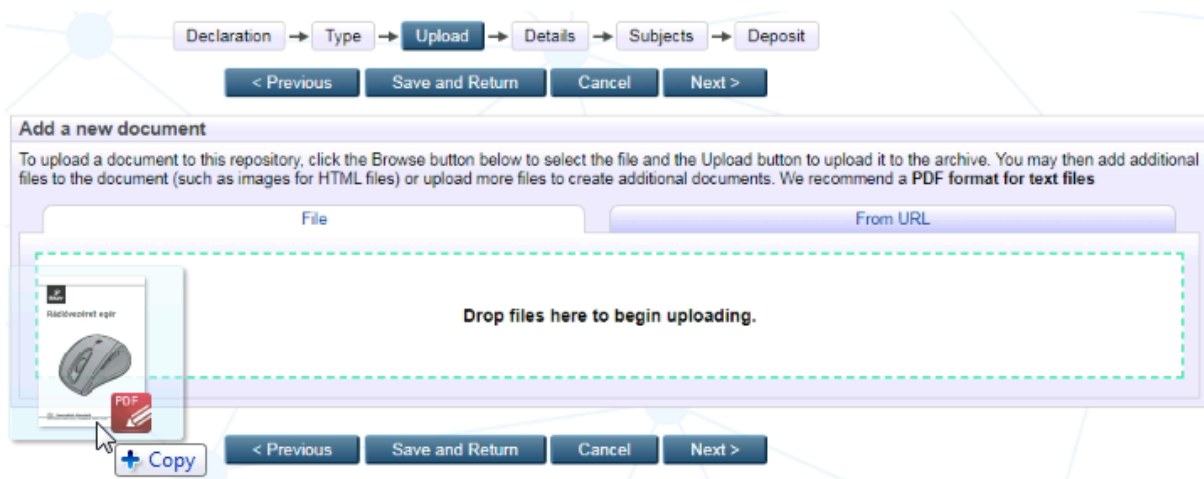 Declaration → Type → Upload → Details → Subjects → Deposit
< Previous Save and Return Cancel Next >
Add a new document
To upload a document to this repository, click the Browse button below to select the file and the Upload button to upload it to the archive. You may then add additional
files to the document (such as images for HTML files) or upload more files to create additional documents. We recommend a PDF format for text files
File From URL
Rádióvezérelt egér
Drop files here to begin uploading.
PDF
Copy
< Previous Save and Return Cancel Next >